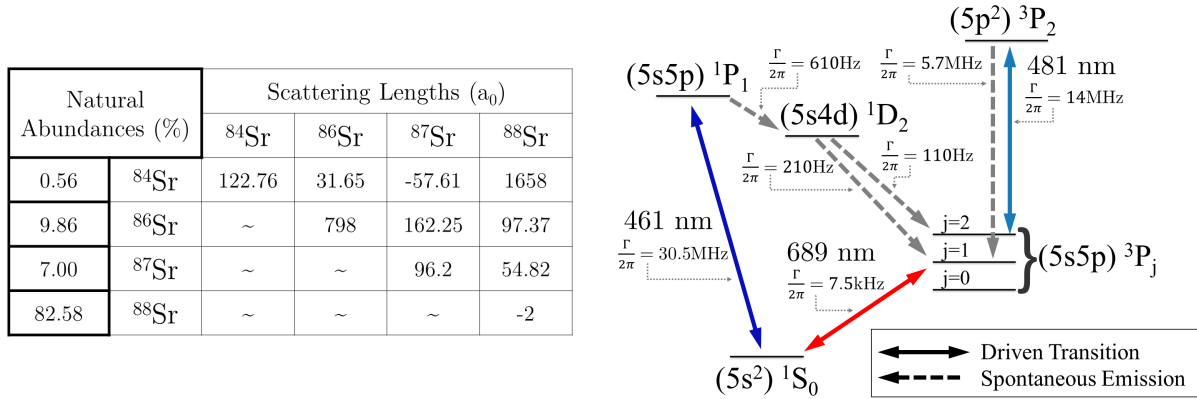 Natural
Abundances (%)
Scattering Lengths (a₀)
⁸⁴Sr ⁸⁶Sr ⁸⁷Sr ⁸⁸Sr
0.56 ⁸⁴Sr 122.76 31.65 -57.61 1658
9.86 ⁸⁶Sr ~ 798 162.25 97.37
7.00 ⁸⁷Sr ~ ~ 96.2 54.82
82.58 ⁸⁸Sr ~ ~ ~ -2
(5p²) ³P₂
(5s5p) ¹P₁
Γ/2π = 610Hz
Γ/2π = 5.7MHz
481 nm
Γ/2π = 14MHz
(5s4d) ¹D₂
Γ/2π = 210Hz
Γ/2π = 110Hz
461 nm
Γ/2π = 30.5MHz
689 nm
Γ/2π = 7.5kHz
j=2
j=1
j=0
(5s5p) ³Pⱼ
(5s²) ¹S₀
Driven Transition
Spontaneous Emission